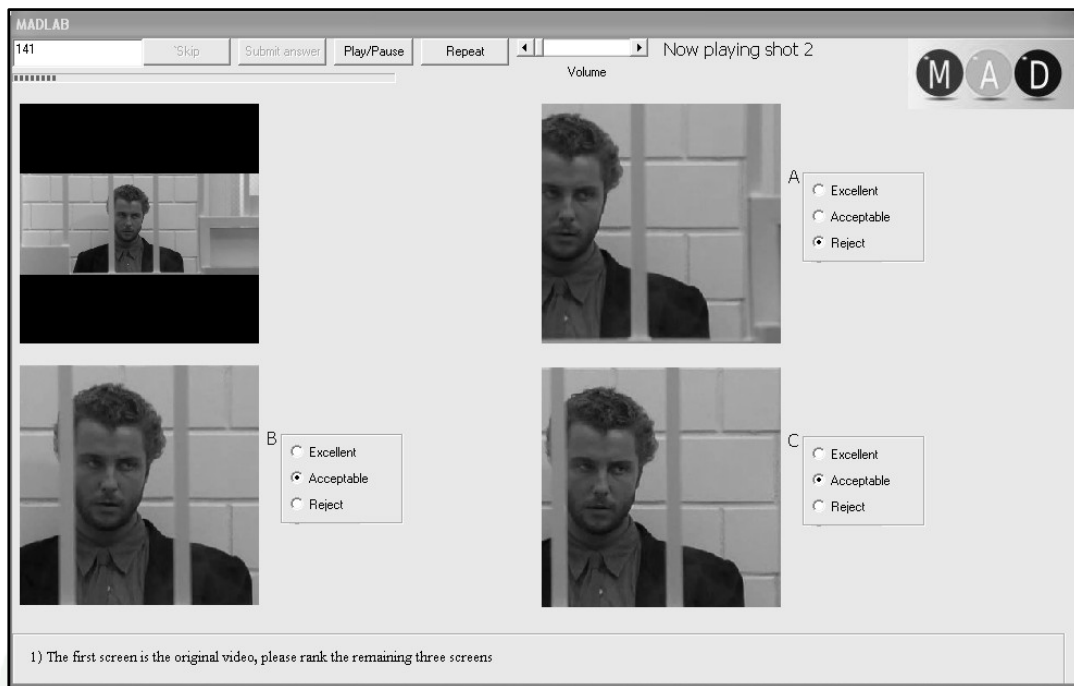 MADLAB
141
Skip
Submit answer
Play/Pause
Repeat
Volume
Now playing shot 2
M A D
A
Excellent
Acceptable
Reject
B
Excellent
Acceptable
Reject
C
Excellent
Acceptable
Reject
1) The first screen is the original video, please rank the remaining three screens